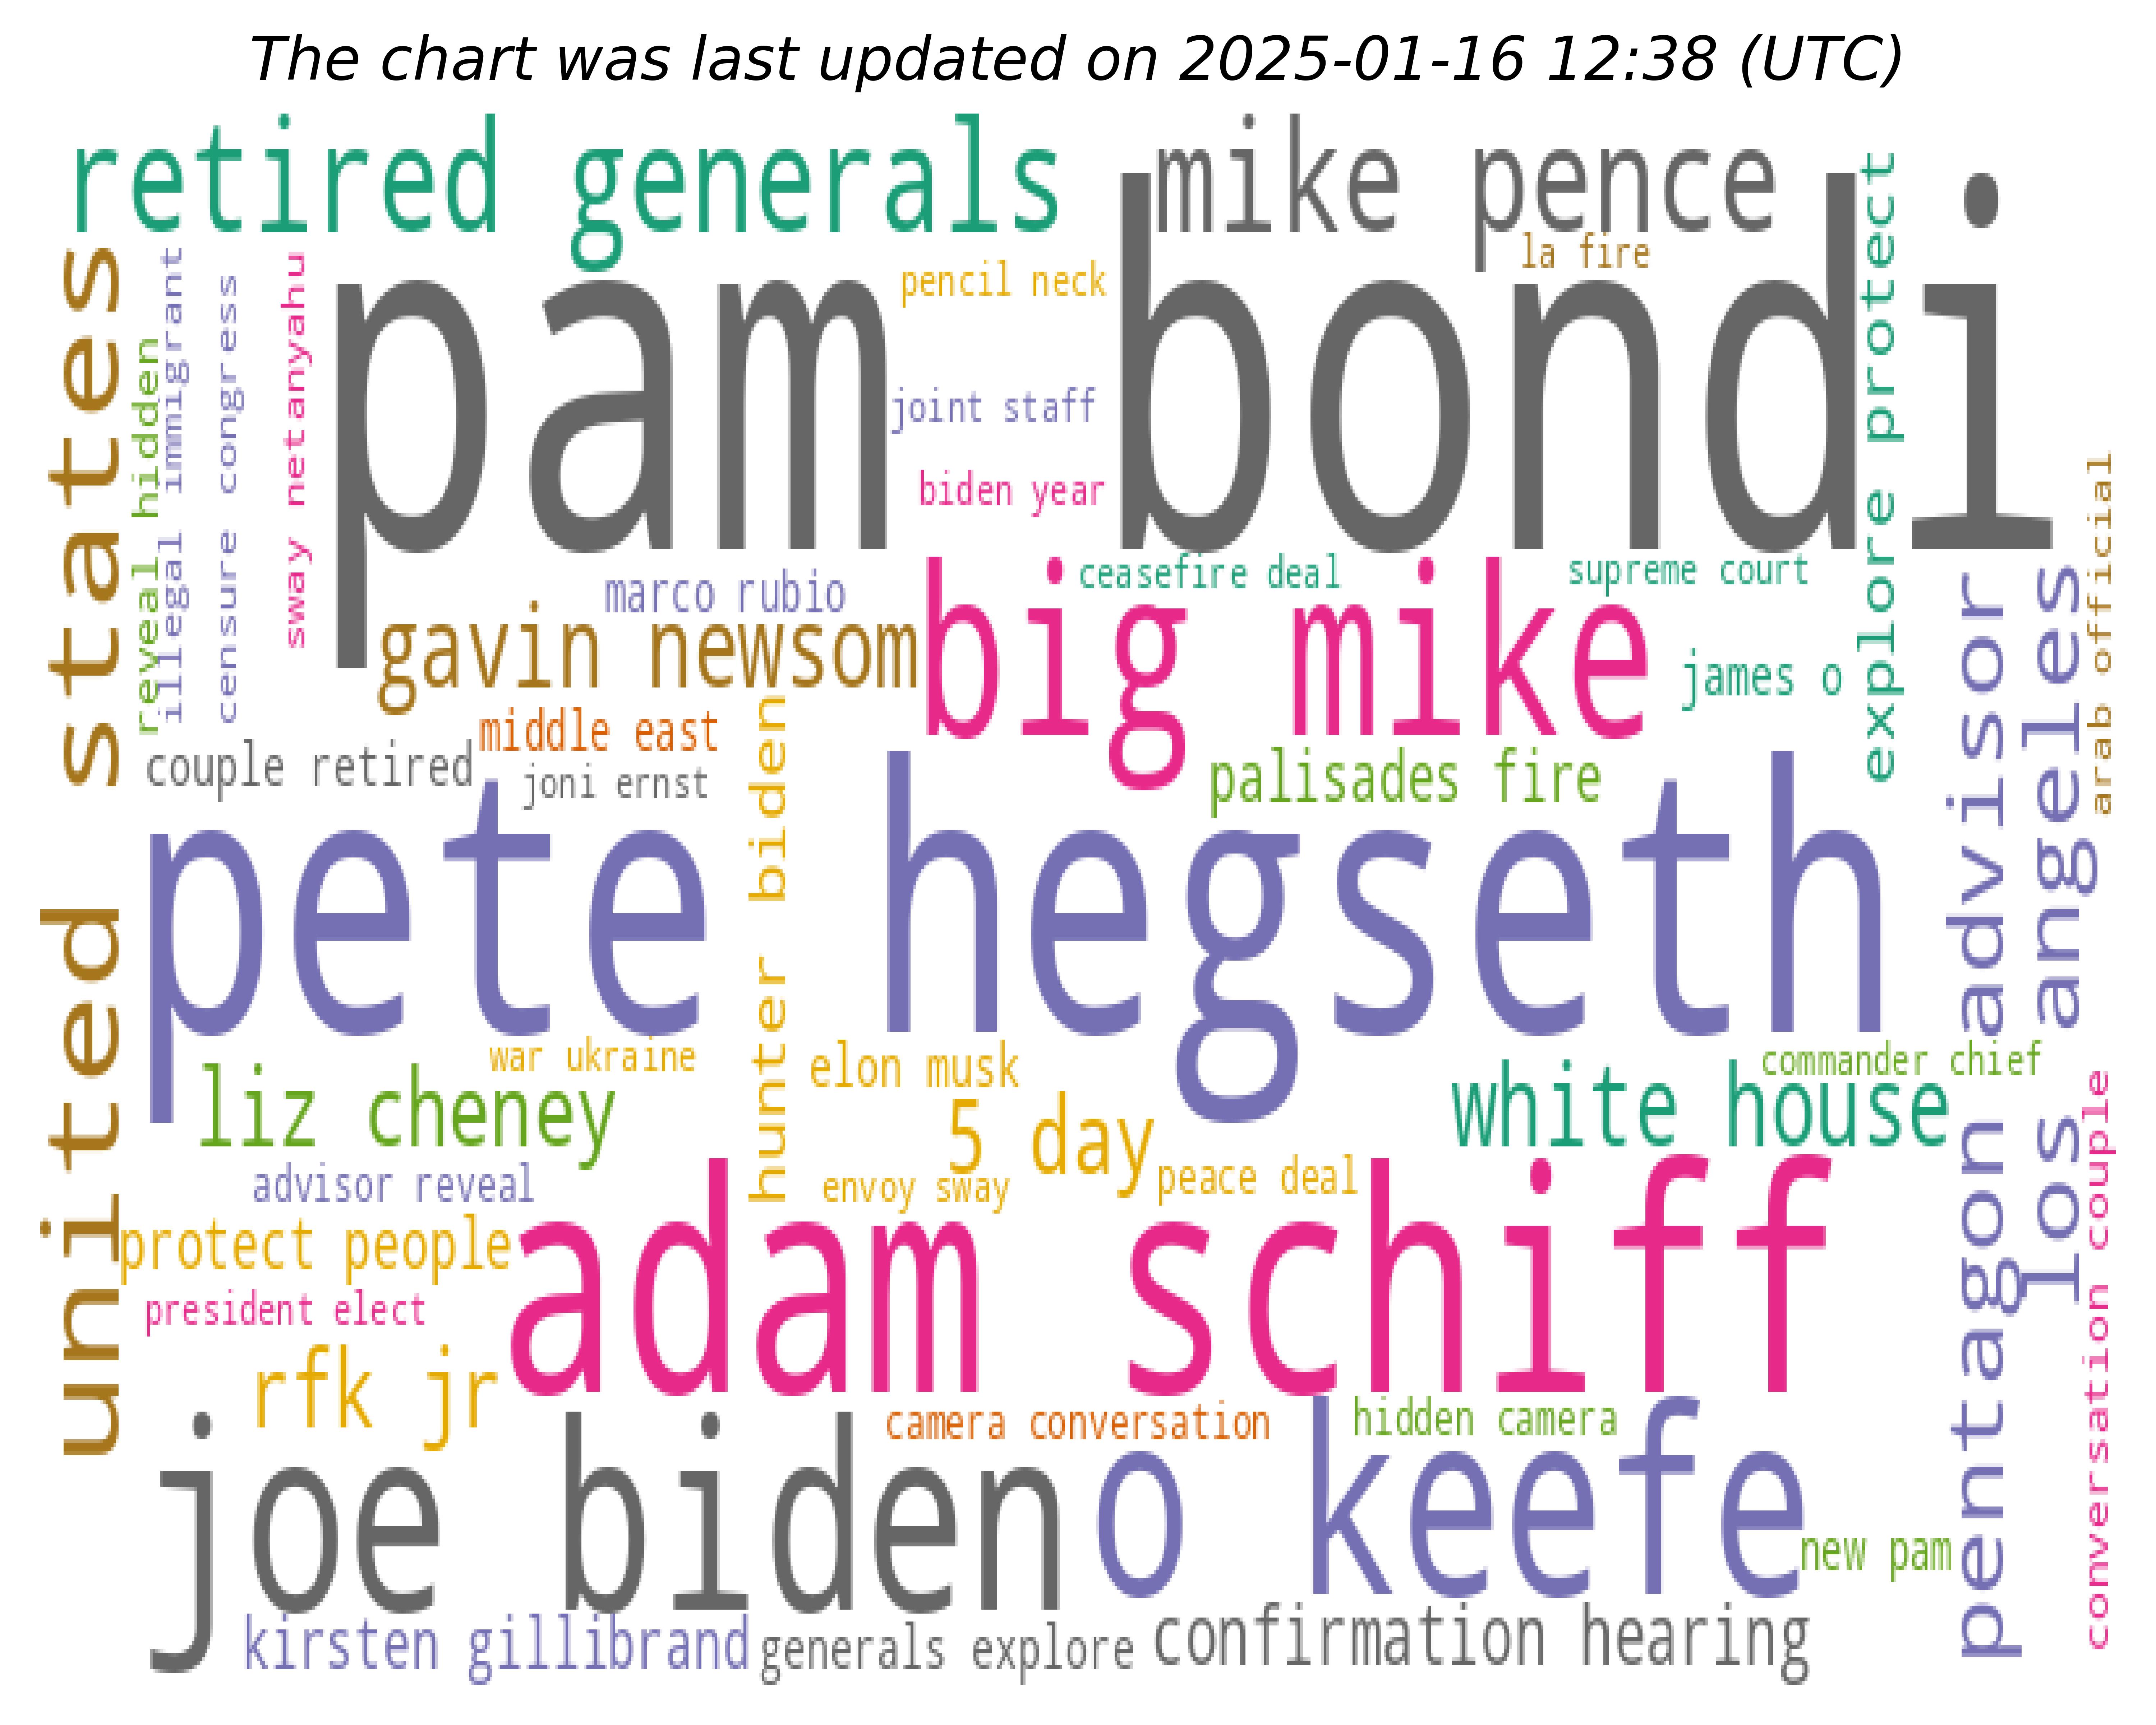 The chart was last updated on 2025-01-16 12:38 (UTC)
retired generals
mike pence
la fire
pencil neck
pam bondi
joint staff
biden year
explore protect
united states
reveal hidden
illegal immigrant
censure congress
sway netanyahu
arab official
marco rubio
ceasefire deal
supreme court
gavin newsom
big mike
james o
middle east
couple retired
joni ernst
palisades fire
hunter biden
pete hegseth
pentagon advisor
los angeles
war ukraine
elon musk
commander chief
liz cheney
5 day
white house
advisor reveal
envoy sway
peace deal
protect people
adam schiff
president elect
rfk jr
camera conversation
hidden camera
joe biden
o keefe
new pam
conversation couple
kirsten gillibrand
generals explore
confirmation hearing